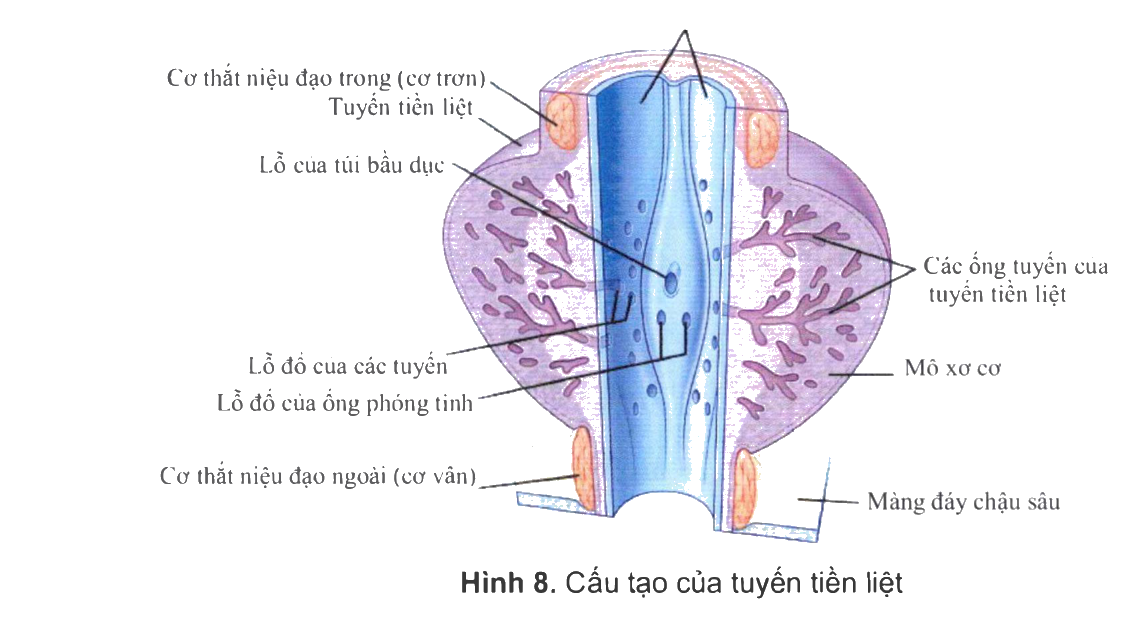 Cơ thắt niệu đạo trong (cơ trơn)
Tuyến tiền liệt
Lỗ của túi bầu dục
Các ống tuyến cua
tuyến tiền liệt
Lỗ đổ cua các tuyến
Mô xơ cơ
Lỗ đổ của ống phóng tinh
Cơ thắt niệu đạo ngoài (cơ vân)
Màng đáy chậu sâu
Hình 8. Cấu tạo của tuyến tiền liệt